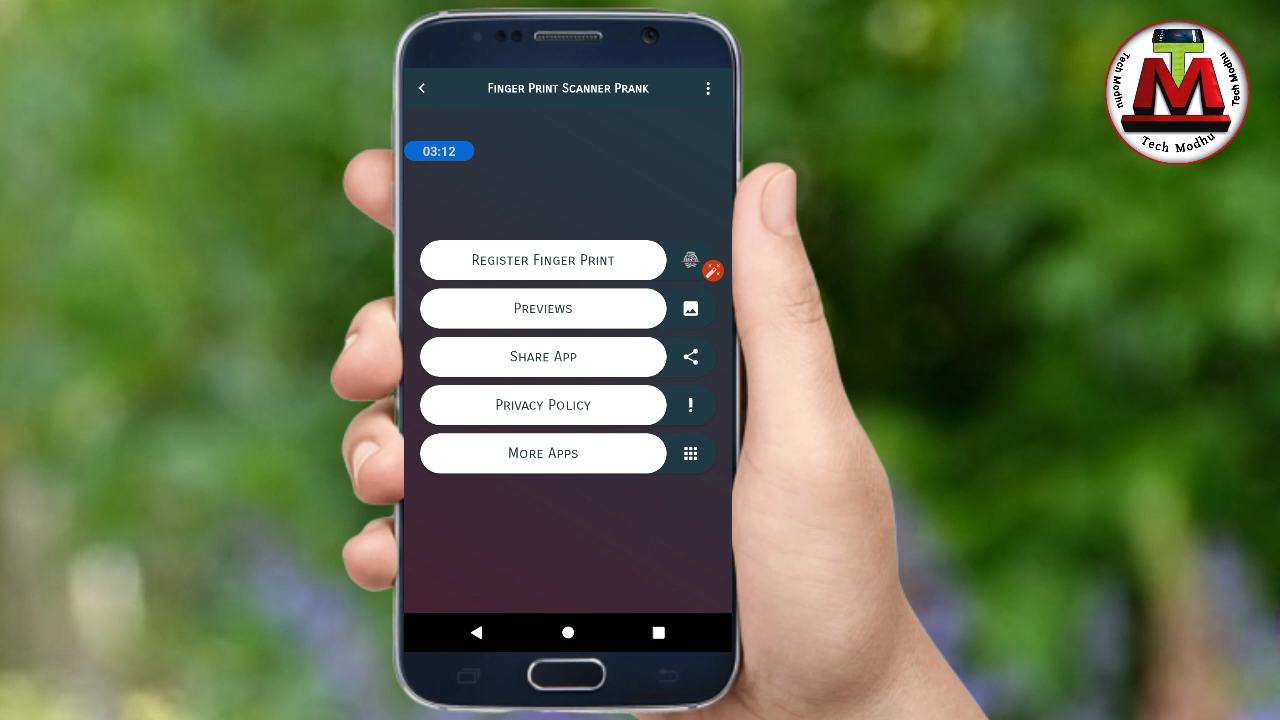 Finger Print Scanner Prank
03:12
Register Finger Print
Previews
Share App
Privacy Policy
More Apps
Tech Modhu
Tech Modhu
Tech Modhu
TM